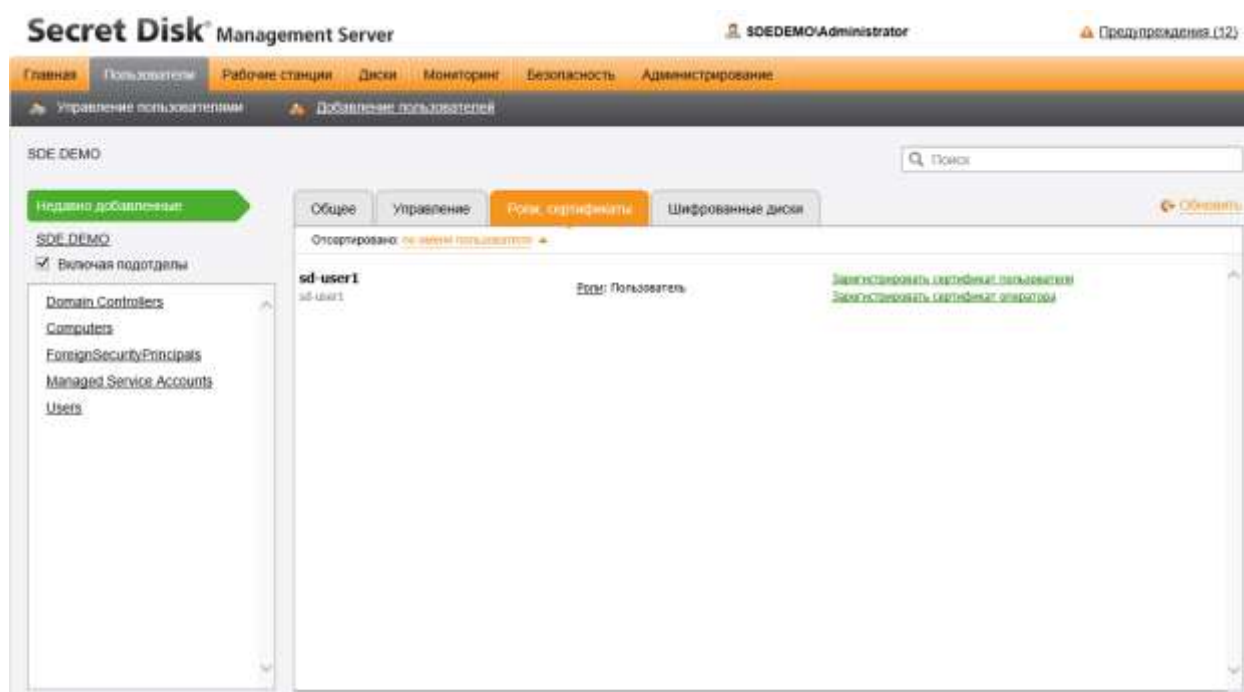 Secret Disk® Management Server
SDEDEMO\Administrator
Предупреждения (12)
Главная Пользователи Рабочие станции Диски Мониторинг Безопасность Администрирование
Управление пользователями Добавление пользователей
SDE.DEMO
Поиск
Недавно добавленные
Общее Управление Роли, сертификаты Шифрованные диски
Обновить
SDE.DEMO
Отсортировано: по имени пользователя
Включая подотделы
sd-user1
sd-user1
Роли: Пользователь
Зарегистрировать сертификат пользователя
Зарегистрировать сертификат оператора
Domain Controllers
Computers
ForeignSecurityPrincipals
Managed Service Accounts
Users